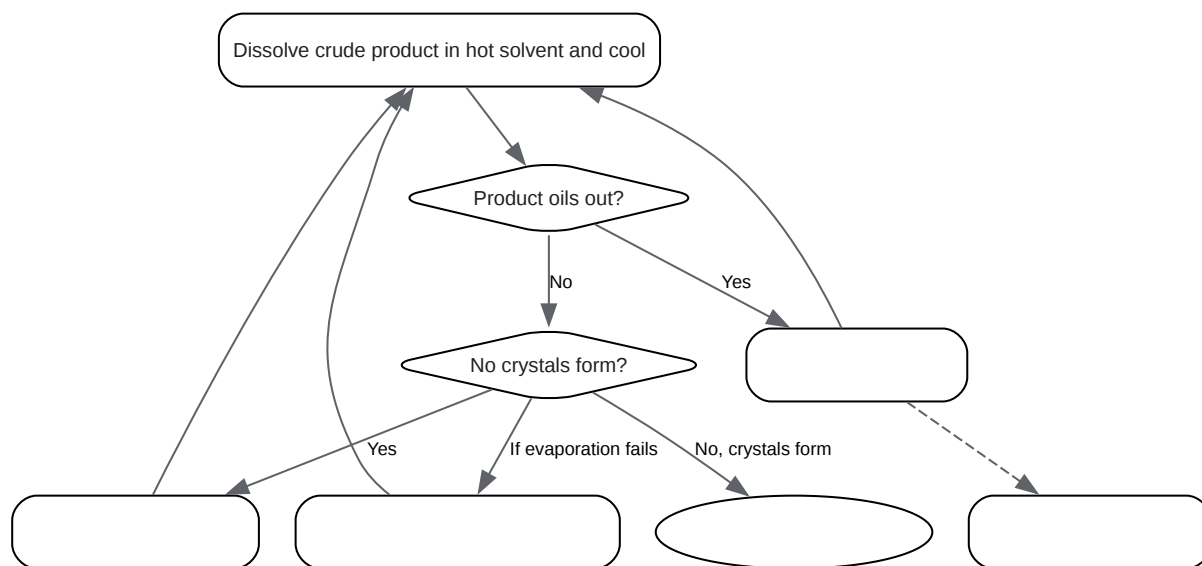 Dissolve crude product in hot solvent and cool
Product oils out?
No
Yes
No crystals form?
Yes
If evaporation fails
No, crystals form